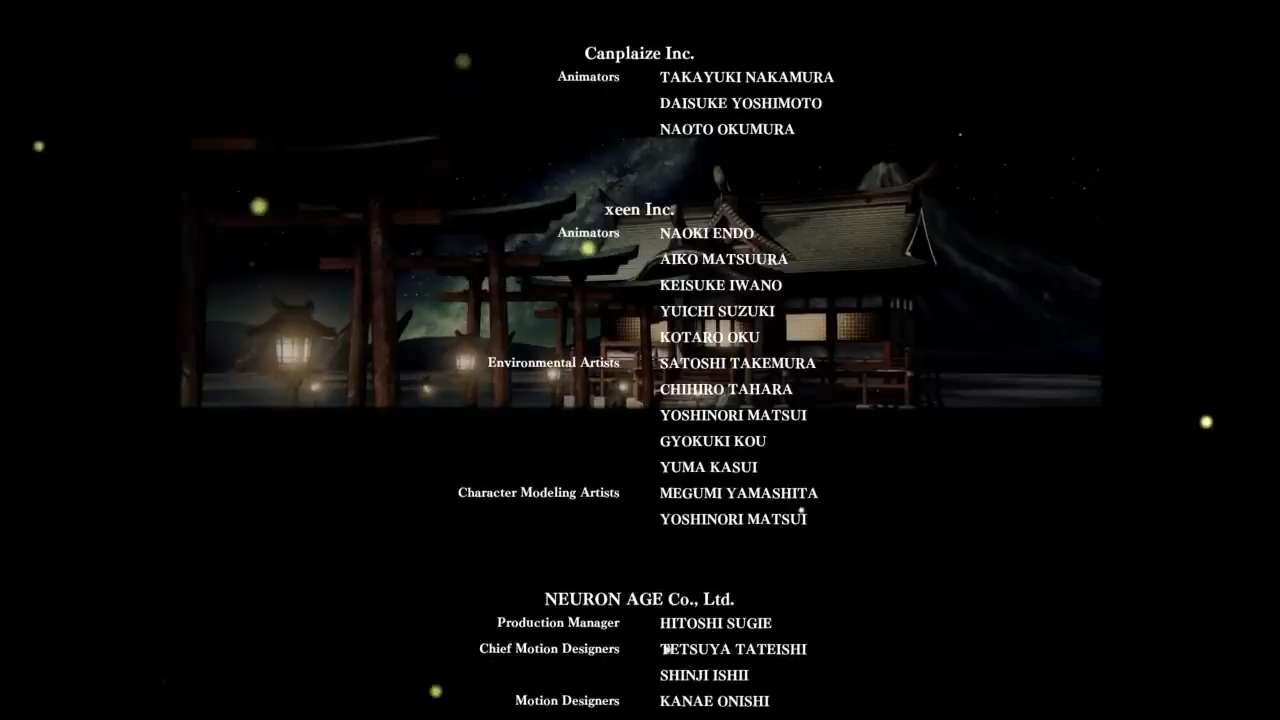 Canplaize Inc.
Animators TAKAYUKI NAKAMURA
DAISUKE YOSHIMOTO
NAOTO OKUMURA
xeen Inc.
Animators NAOKI ENDO
AIKO MATSUURA
KEISUKE IWANO
YUICHI SUZUKI
KOTARO OKU
Environmental Artists SATOSHI TAKEMURA
CHIHIRO TAHARA
YOSHINORI MATSUI
GYOKUKI KOU
YUMA KASUI
Character Modeling Artists MEGUMI YAMASHITA
YOSHINORI MATSUI
NEURON AGE Co., Ltd.
Production Manager HITOSHI SUGIE
Chief Motion Designers TETSUYA TATEISHI
SHINJI ISHII
Motion Designers KANAE ONISHI